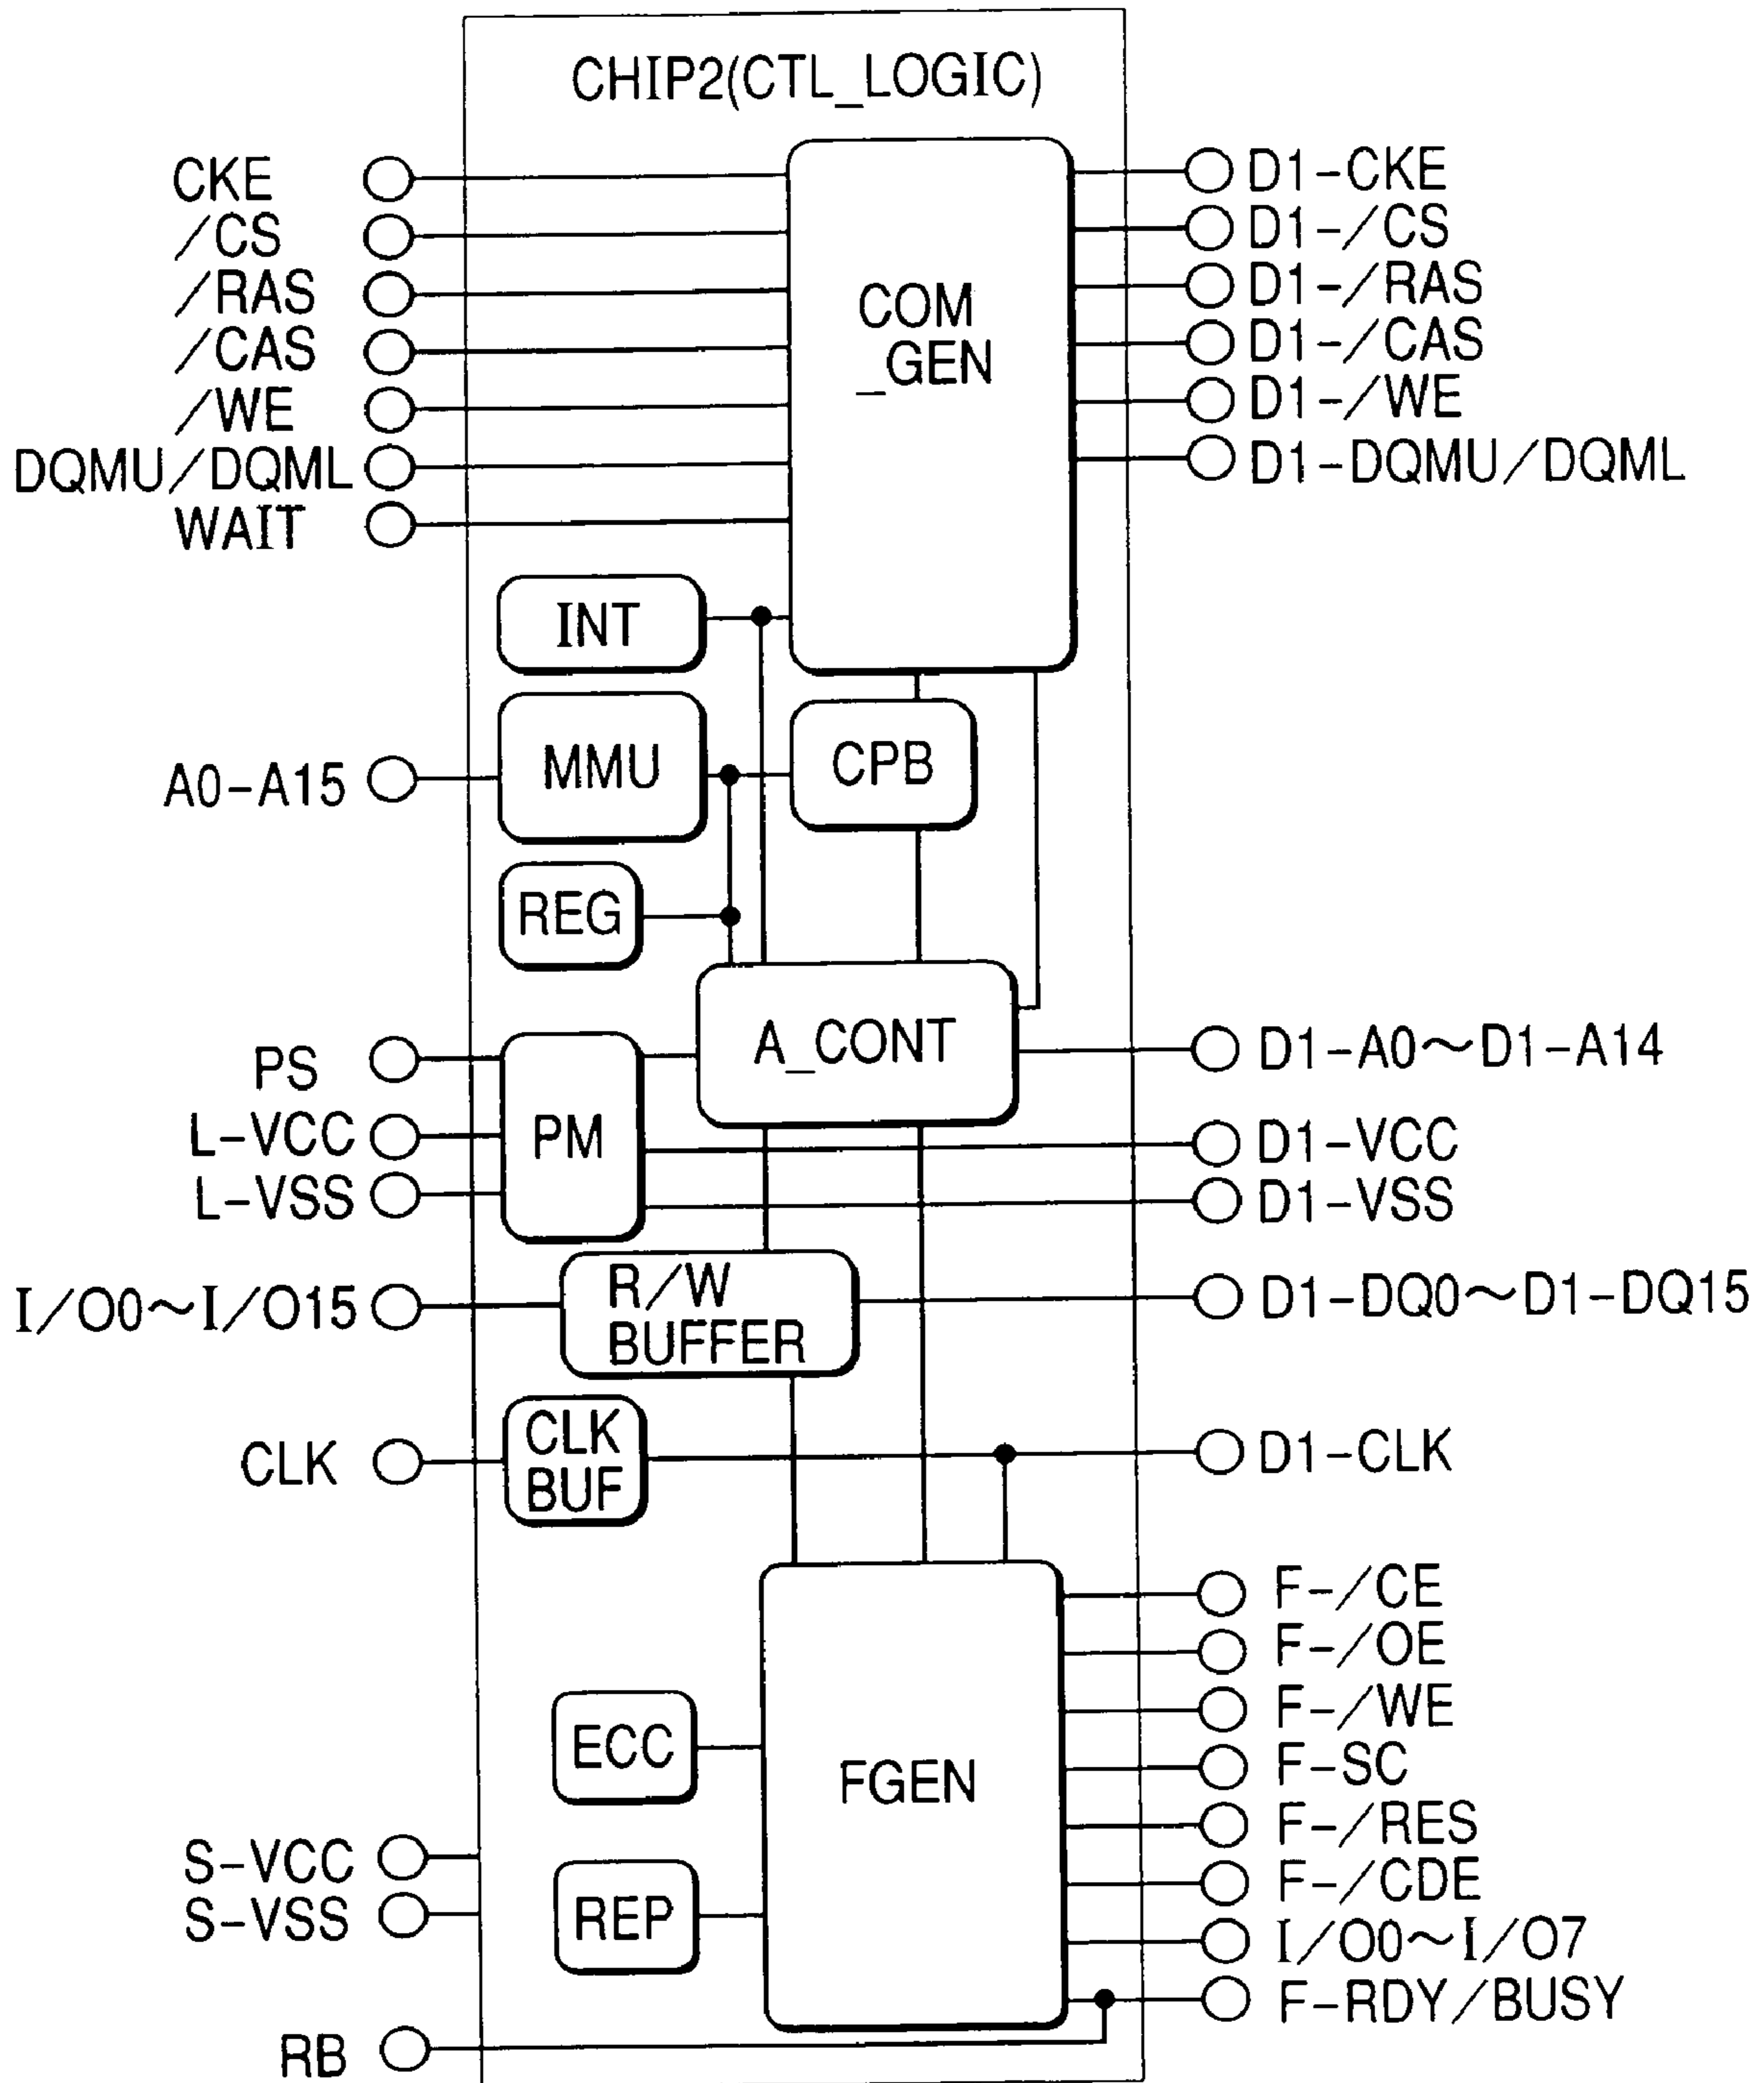 CHIP2(CTL_LOGIC)
CKE
/CS
/RAS
/CAS
/WE
DQMU/DQML
WAIT
COM
_GEN
D1-CKE
D1-/CS
D1-/RAS
D1-/CAS
D1-/WE
D1-DQMU/DQML
INT
MMU
CPB
A0-A15
REG
A_CONT
PS
L-VCC
L-VSS
PM
D1-A0～D1-A14
D1-VCC
D1-VSS
I/O0～I/O15
R/W
BUFFER
D1-DQ0～D1-DQ15
CLK
CLK
BUF
D1-CLK
ECC
FGEN
REP
F-/CE
F-/OE
F-/WE
F-SC
F-/RES
F-/CDE
I/O0～I/O7
F-RDY/BUSY
S-VCC
S-VSS
RB